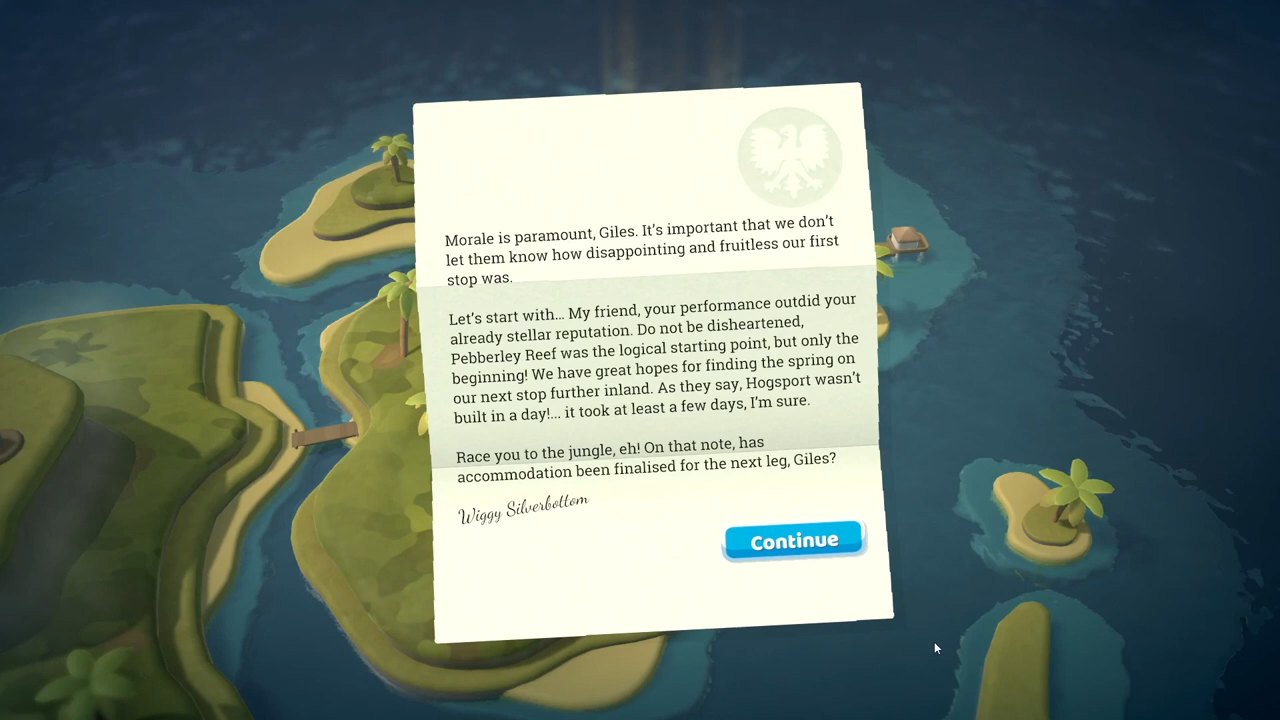 Morale is paramount, Giles. It's important that we don't
let them know how disappointing and fruitless our first
stop was.
Let's start with... My friend, your performance outdid your
already stellar reputation. Do not be disheartened,
Pebberley Reef was the logical starting point, but only the
beginning! We have great hopes for finding the spring on
our next stop further inland. As they say, Hogsport wasn't
built in a day!... it took at least a few days, I'm sure.
Race you to the jungle, eh! On that note, has
accommodation been finalised for the next leg, Giles?
Wiggy Silverbottom
Continue